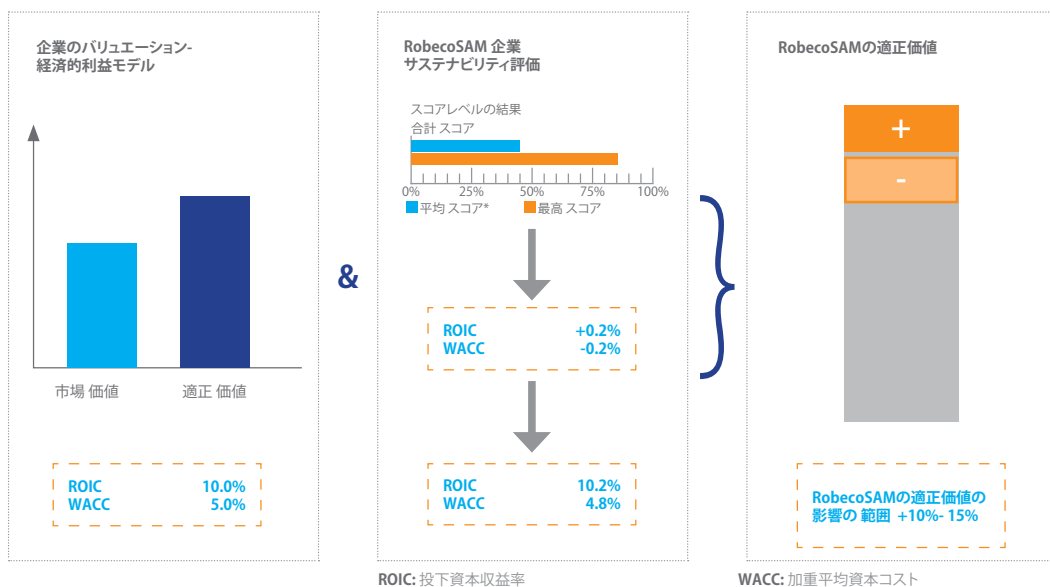 企業のバリュエーション-
経済的利益モデル
市場 価値 適正 価値
ROIC 10.0%
WACC 5.0%
&
RobecoSAM 企業
サステナビリティ評価
スコアレベルの結果
合計 スコア
0% 25% 50% 75% 100%
平均 スコア* 最高 スコア
ROIC +0.2%
WACC -0.2%
ROIC 10.2%
WACC 4.8%
}
RobecoSAMの適正価値
+
-
RobecoSAMの適正価値の
影響の 範囲 +10%- 15%
ROIC: 投下資本収益率
WACC: 加重平均資本コスト